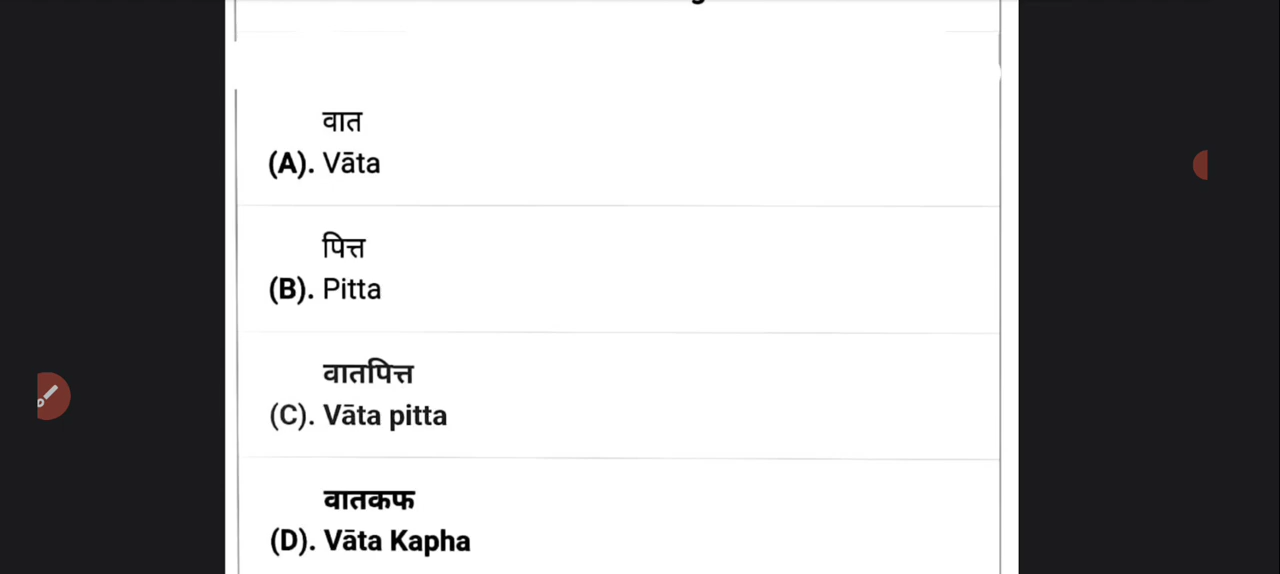 वात
(A). Vāta
पित्त
(B). Pitta
वातपित्त
(C). Vāta pitta
वातकफ
(D). Vāta Kapha